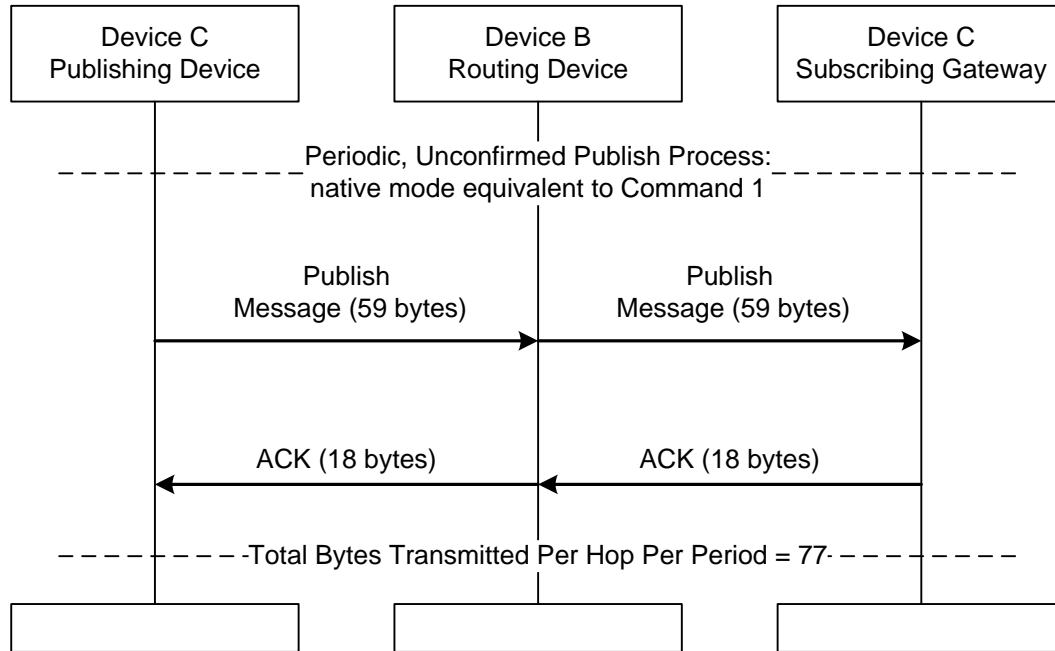 Device C
Publishing Device
Device B
Routing Device
Device C
Subscribing Gateway
Periodic, Unconfirmed Publish Process:
native mode equivalent to Command 1
Publish
Message (59 bytes)
Publish
Message (59 bytes)
ACK (18 bytes)
ACK (18 bytes)
Total Bytes Transmitted Per Hop Per Period = 77